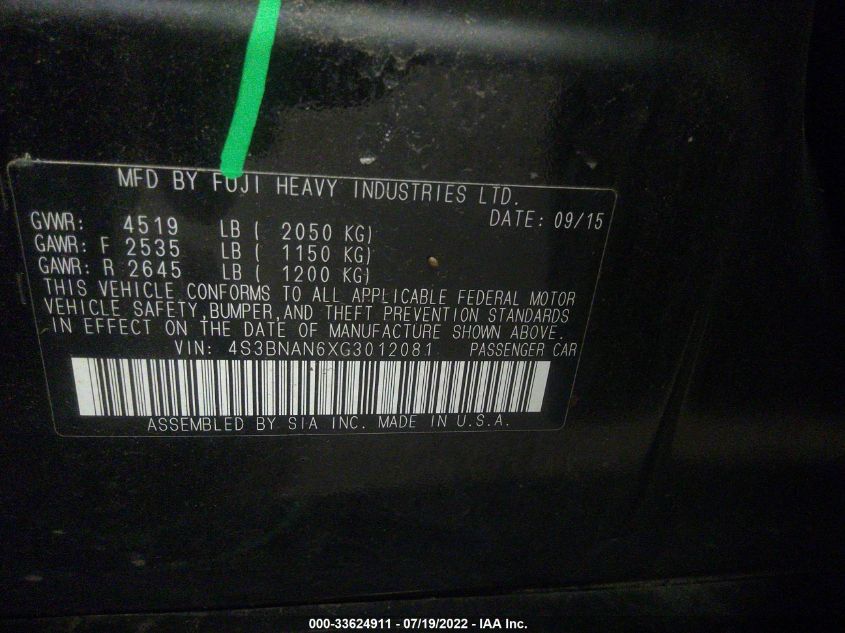 MFD BY FUJI HEAVY INDUSTRIES LTD.
DATE: 09/15
GVWR: 4519 LB ( 2050 KG)
GAWR: F 2535 LB ( 1150 KG)
GAWR: R 2645 LB ( 1200 KG)
THIS VEHICLE CONFORMS TO ALL APPLICABLE FEDERAL MOTOR
VEHICLE SAFETY, BUMPER, AND THEFT PREVENTION STANDARDS
IN EFFECT ON THE DATE OF MANUFACTURE SHOWN ABOVE.
VIN: 4S3BNAN6XG3012081 PASSENGER CAR
ASSEMBLED BY SIA INC. MADE IN U.S.A.
000-33624911 - 07/19/2022 - IAA Inc.